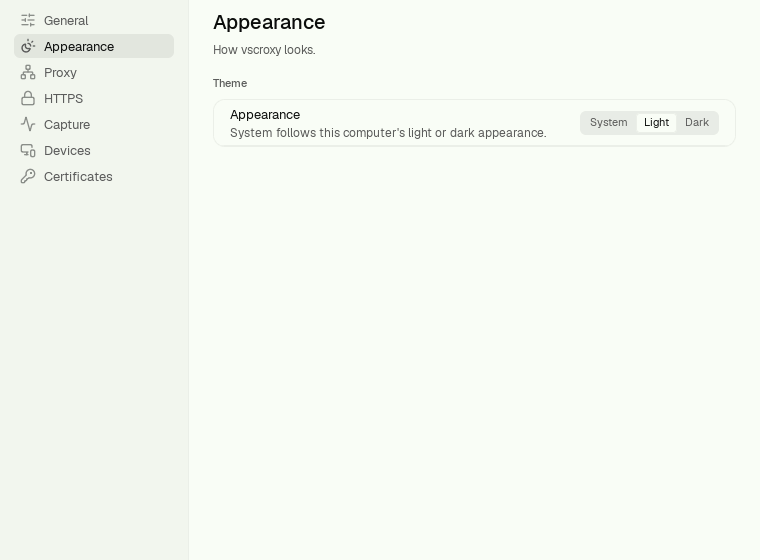 General
Appearance
Proxy
HTTPS
Capture
Devices
Certificates
Appearance
How vscroxy looks.
Theme
Appearance
System follows this computer's light or dark appearance.
System Light Dark